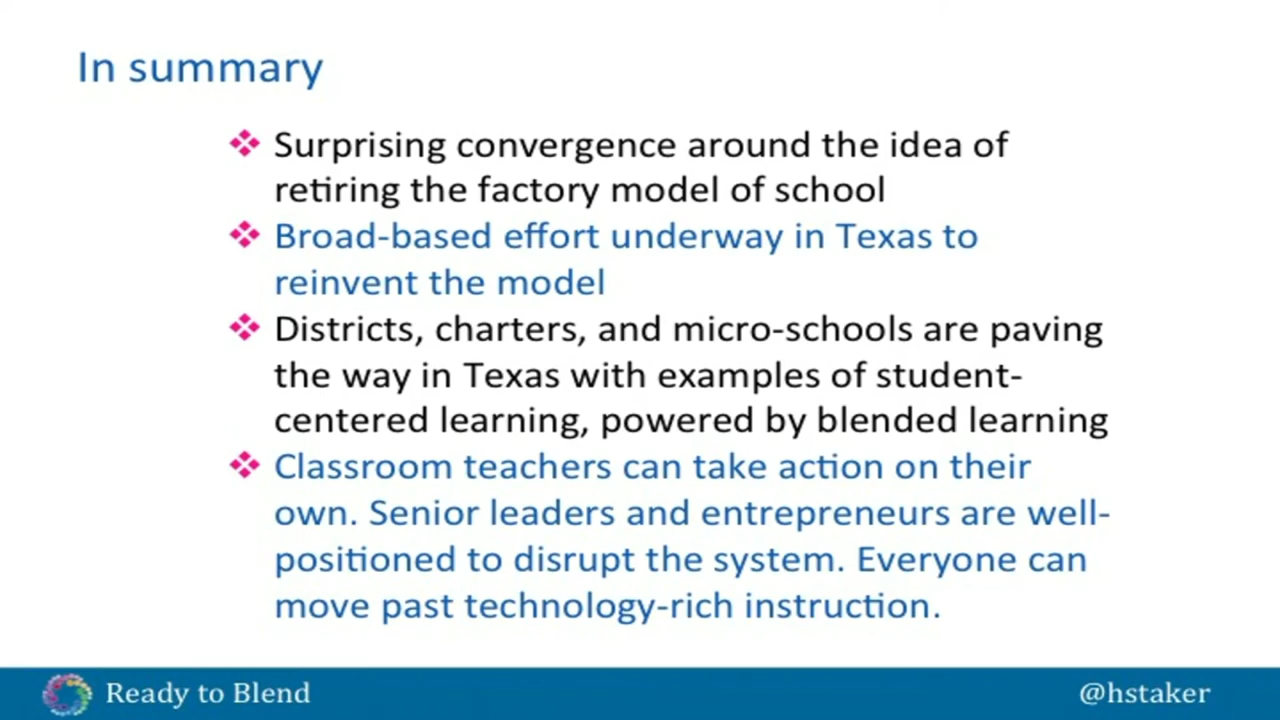 In summary
Surprising convergence around the idea of
retiring the factory model of school
Broad-based effort underway in Texas to
reinvent the model
Districts, charters, and micro-schools are paving
the way in Texas with examples of student-
centered learning, powered by blended learning
Classroom teachers can take action on their
own. Senior leaders and entrepreneurs are well-
positioned to disrupt the system. Everyone can
move past technology-rich instruction.
Ready to Blend
@hstaker